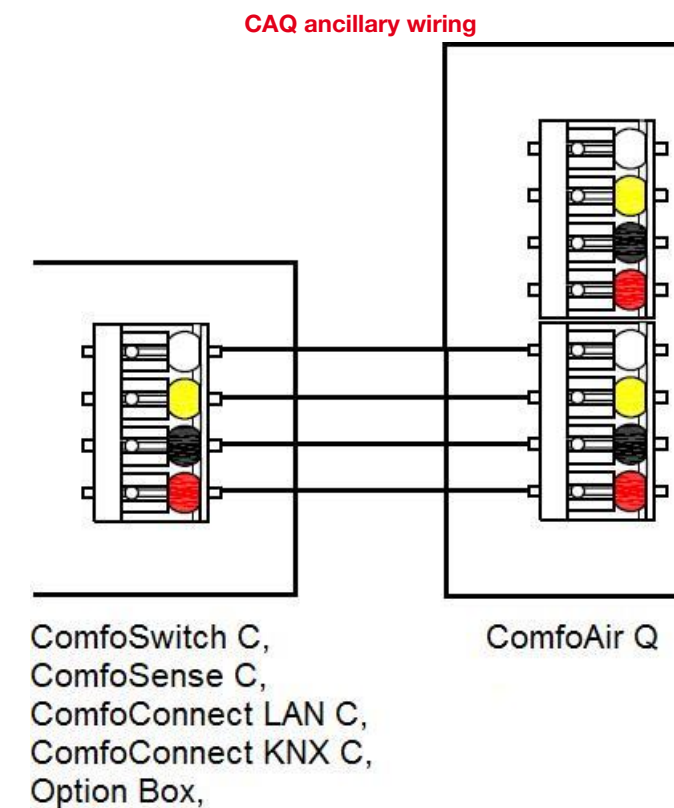 CAQ ancillary wiring
ComfoSwitch C,
ComfoSense C,
ComfoConnect LAN C,
ComfoConnect KNX C,
Option Box,
ComfoAir Q